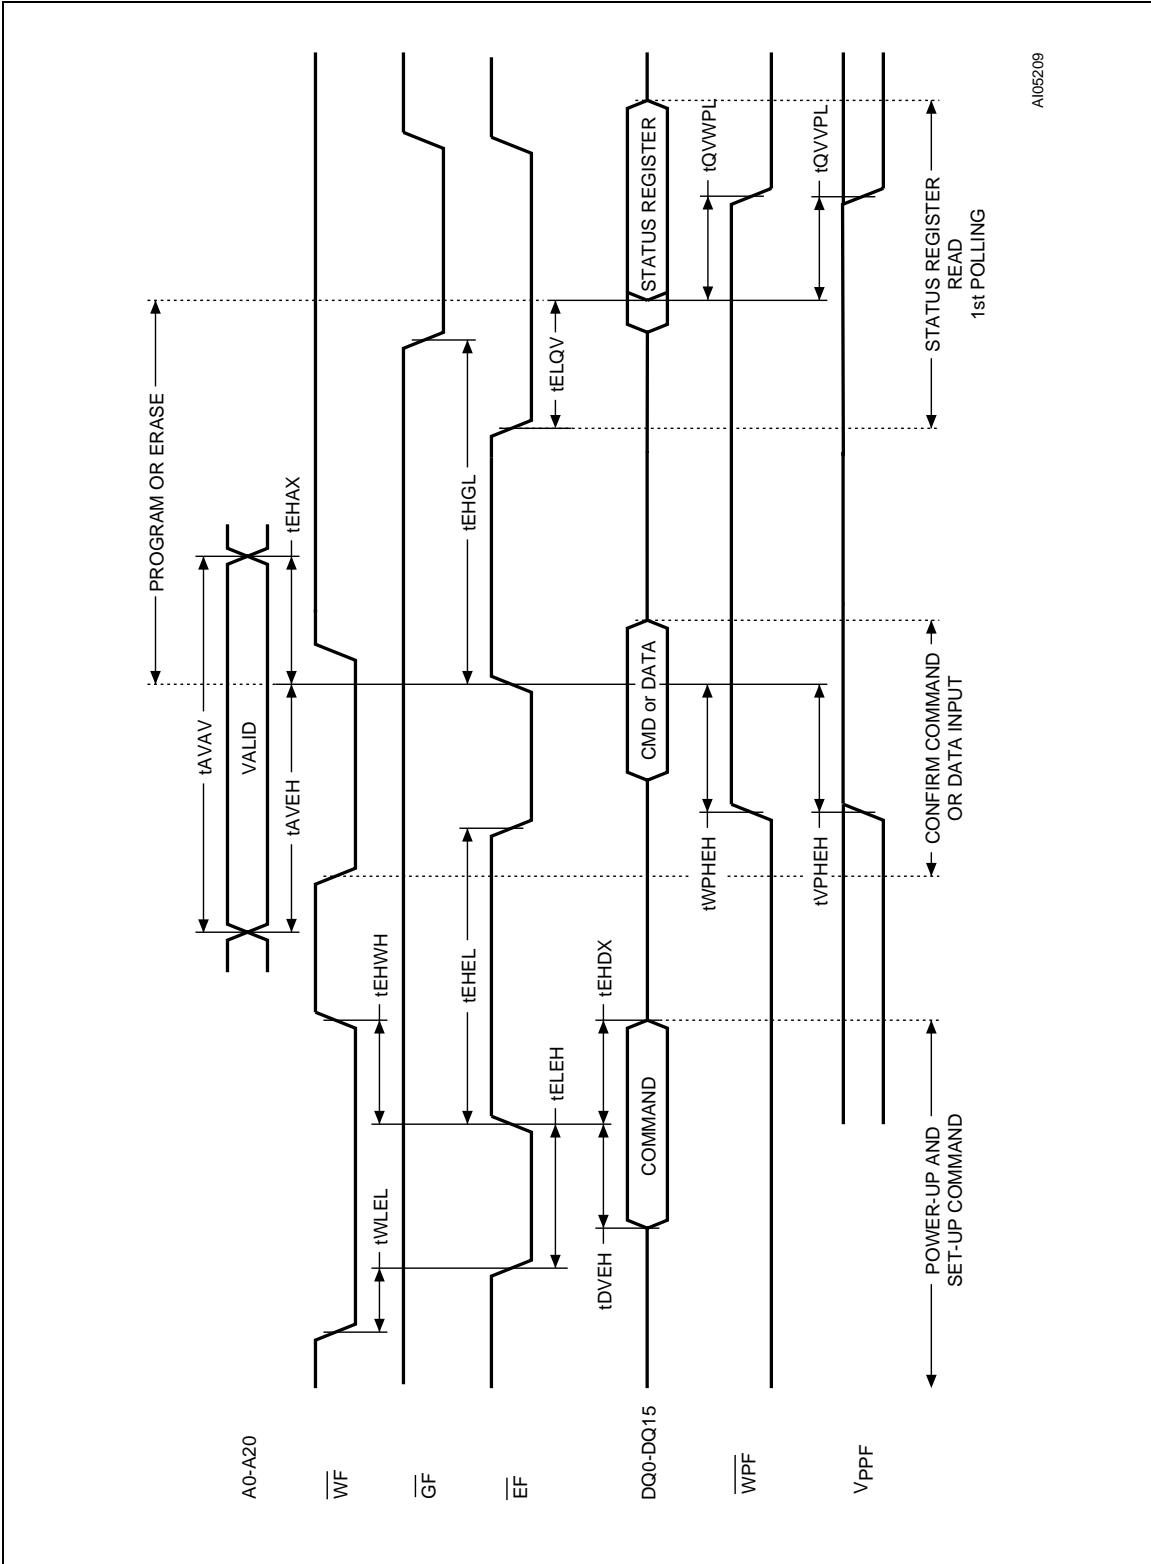 A0-A20
VALID
tAVAV
tAVEH
tEHAX
PROGRAM OR ERASE
WF
tWLEL
tEHWH
GF
tEHEL
tEHGL
EF
tELEH
tELQV
tDVEH
tEHDX
DQ0-DQ15
COMMAND
CMD or DATA
STATUS REGISTER
WPF
tWPHEH
tQVWPL
VPPF
tVPHEH
tQVVPL
POWER-UP AND
SET-UP COMMAND
CONFIRM COMMAND
OR DATA INPUT
STATUS REGISTER
READ
1st POLLING
AI05209